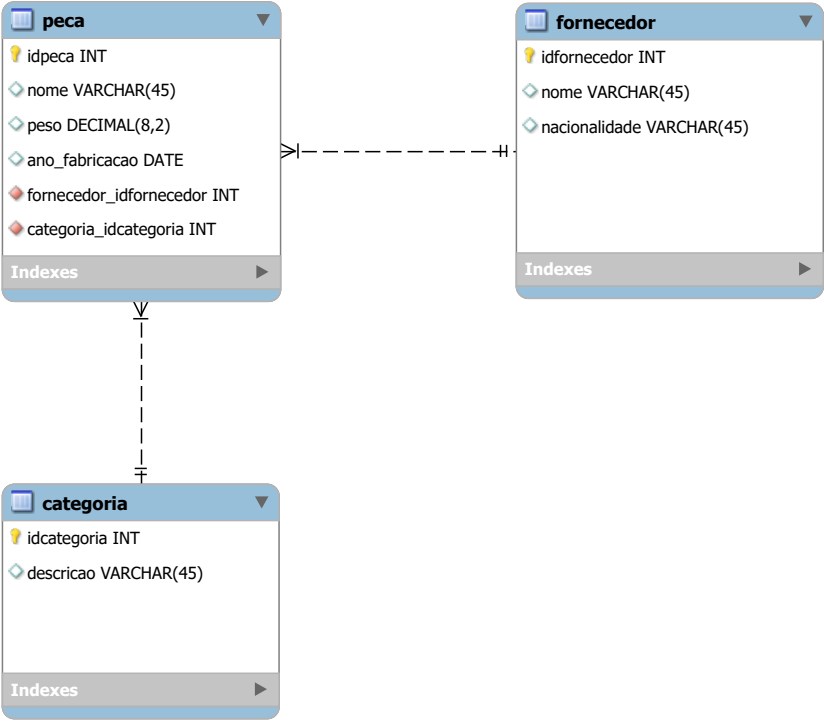 peca
idpeca INT
nome VARCHAR(45)
peso DECIMAL(8,2)
ano_fabricacao DATE
fornecedor_idfornecedor INT
categoria_idcategoria INT
Indexes
fornecedor
idfornecedor INT
nome VARCHAR(45)
nacionalidade VARCHAR(45)
Indexes
categoria
idcategoria INT
descricao VARCHAR(45)
Indexes